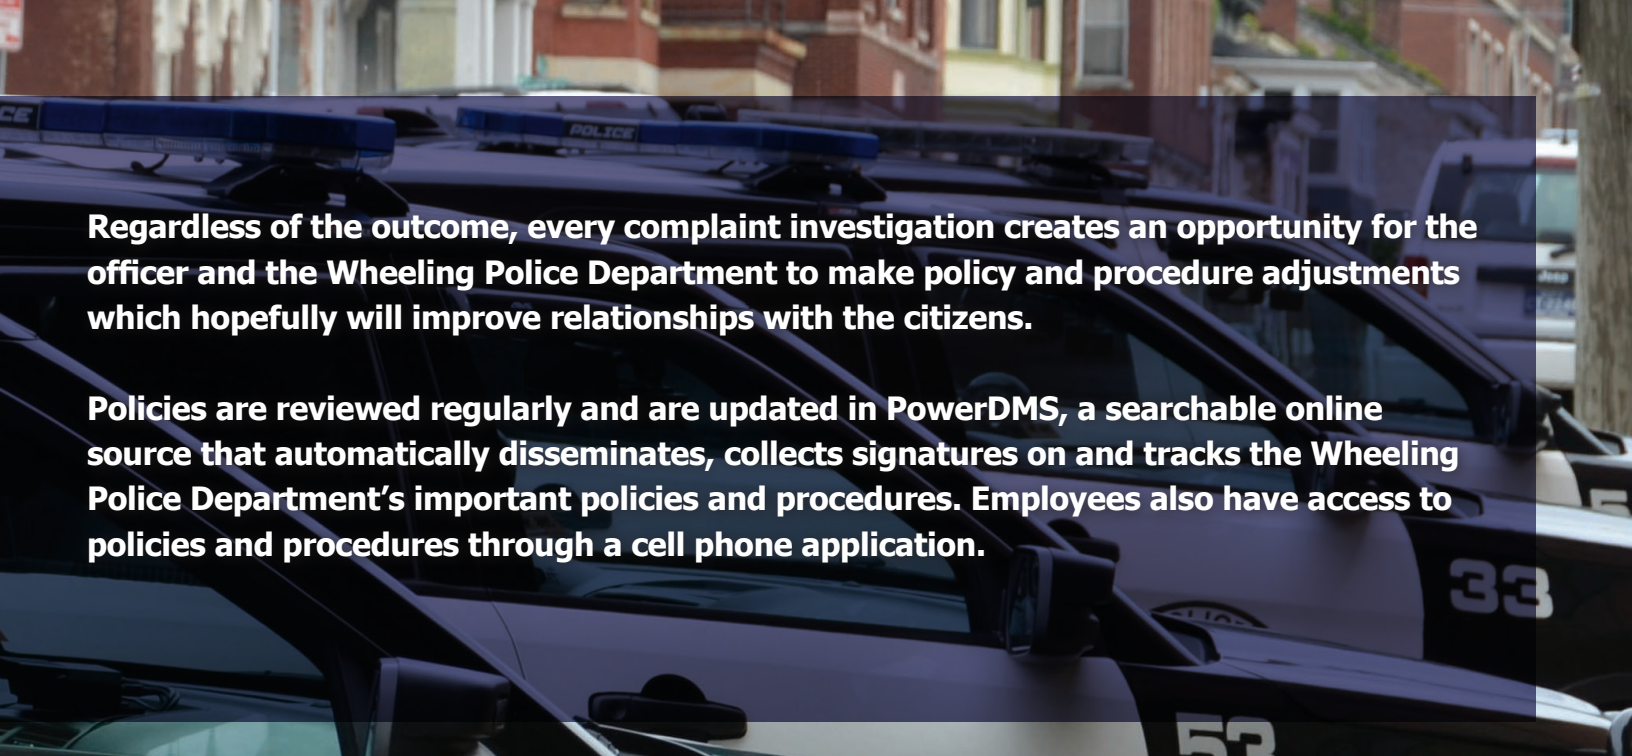 CE
POLICE
Regardless of the outcome, every complaint investigation creates an opportunity for the
officer and the Wheeling Police Department to make policy and procedure adjustments
which hopefully will improve relationships with the citizens.
Policies are reviewed regularly and are updated in PowerDMS, a searchable online
source that automatically disseminates, collects signatures on and tracks the Wheeling
Police Department’s important policies and procedures. Employees also have access to
policies and procedures through a cell phone application.
33
53